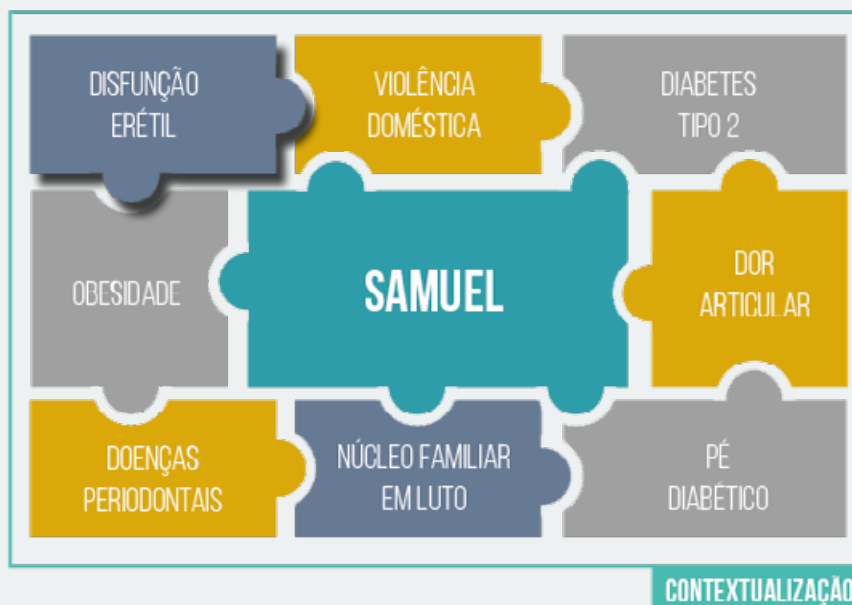 DISFUNÇÃO
ERÉTIL
VIOLÊNCIA
DOMÉSTICA
DIABETES
TIPO 2
OBESIDADE
SAMUEL
DOR
ARTICULAR
DOENÇAS
PERIODONTAIS
NÚCLEO FAMILIAR
EM LUTO
PÉ
DIABÉTICO
CONTEXTUALIZAÇÃO